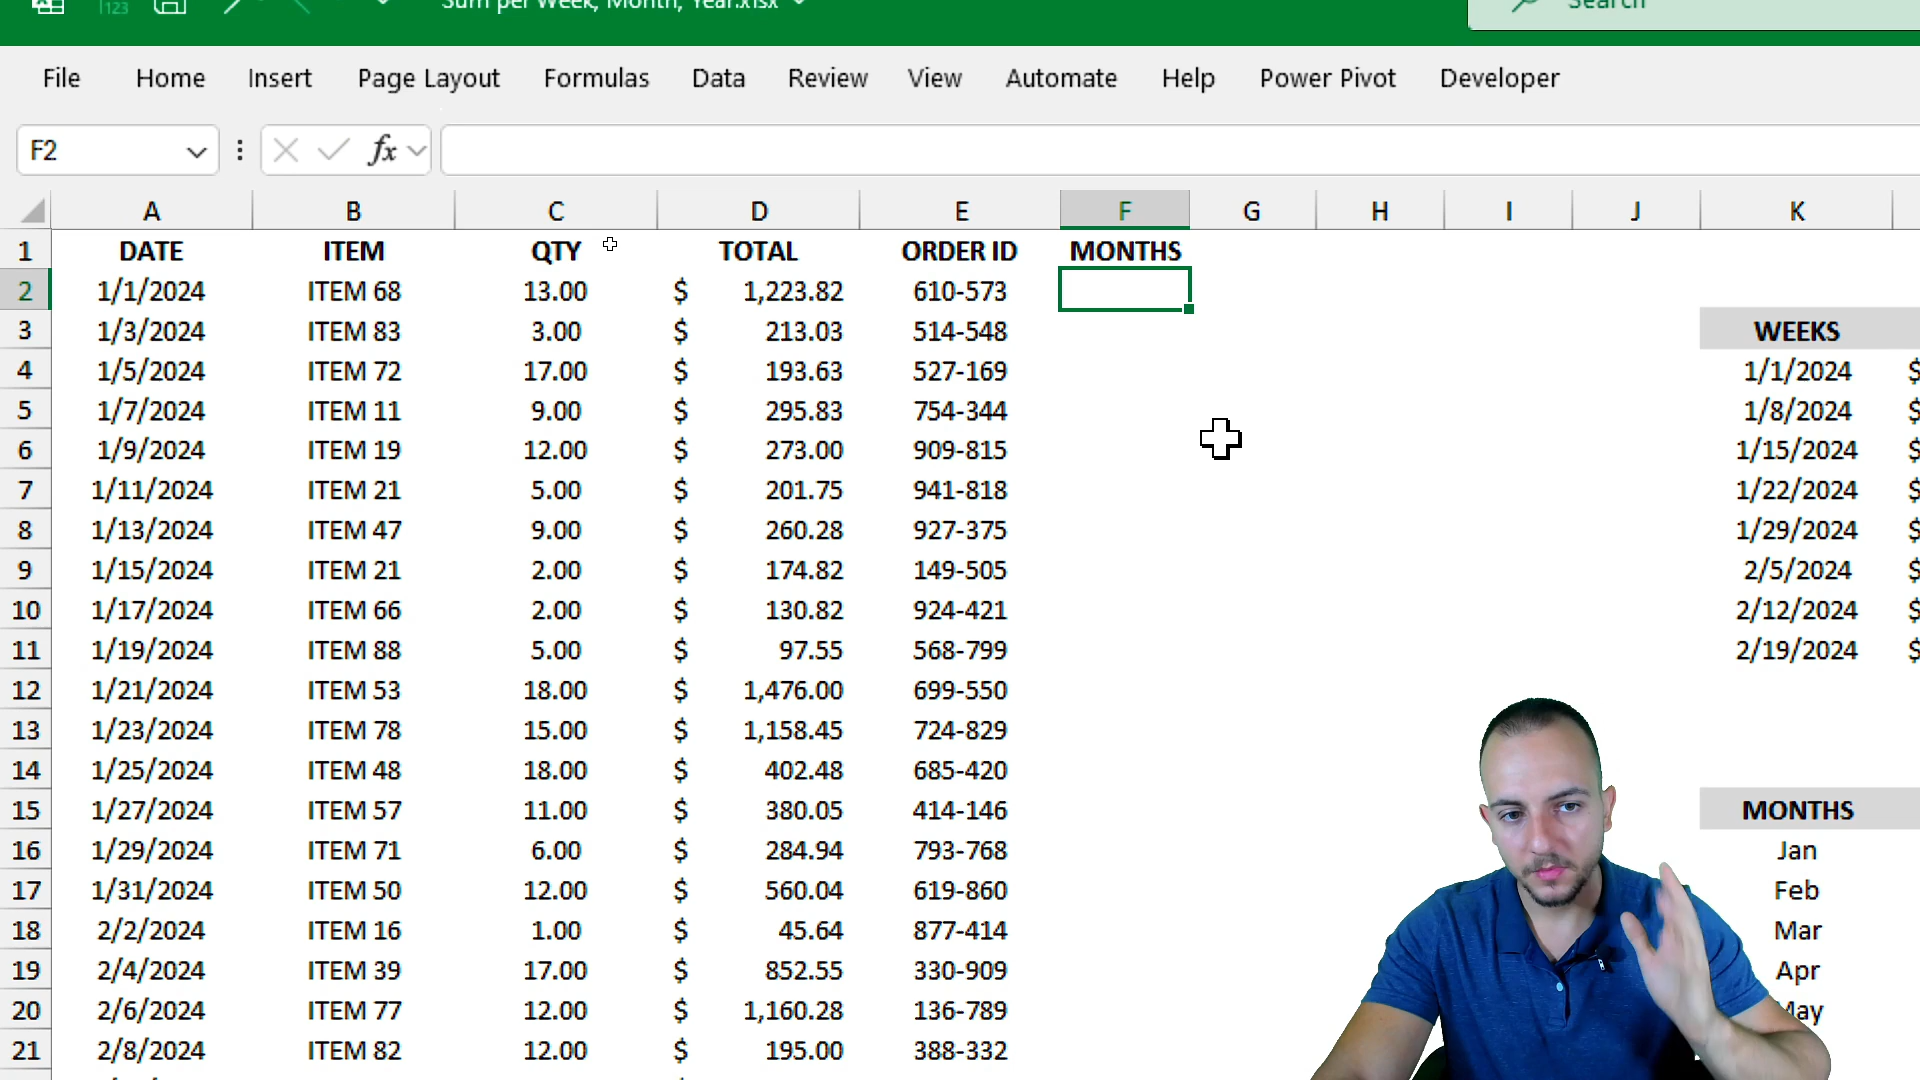 Sum per Week, Month, Year.xlsx Search
File Home Insert Page Layout Formulas Data Review View Automate Help Power Pivot Developer
F2 fx
A B C D E F G H I J K
1 DATE ITEM QTY TOTAL ORDER ID MONTHS
2 1/1/2024 ITEM 68 13.00 $ 1,223.82 610-573
3 1/3/2024 ITEM 83 3.00 $ 213.03 514-548 WEEKS
4 1/5/2024 ITEM 72 17.00 $ 193.63 527-169 1/1/2024 $
5 1/7/2024 ITEM 11 9.00 $ 295.83 754-344 1/8/2024 $
6 1/9/2024 ITEM 19 12.00 $ 273.00 909-815 1/15/2024 $
7 1/11/2024 ITEM 21 5.00 $ 201.75 941-818 1/22/2024 $
8 1/13/2024 ITEM 47 9.00 $ 260.28 927-375 1/29/2024 $
9 1/15/2024 ITEM 21 2.00 $ 174.82 149-505 2/5/2024 $
10 1/17/2024 ITEM 66 2.00 $ 130.82 924-421 2/12/2024 $
11 1/19/2024 ITEM 88 5.00 $ 97.55 568-799 2/19/2024 $
12 1/21/2024 ITEM 53 18.00 $ 1,476.00 699-550
13 1/23/2024 ITEM 78 15.00 $ 1,158.45 724-829
14 1/25/2024 ITEM 48 18.00 $ 402.48 685-420
15 1/27/2024 ITEM 57 11.00 $ 380.05 414-146 MONTHS
16 1/29/2024 ITEM 71 6.00 $ 284.94 793-768 Jan
17 1/31/2024 ITEM 50 12.00 $ 560.04 619-860 Feb
18 2/2/2024 ITEM 16 1.00 $ 45.64 877-414 Mar
19 2/4/2024 ITEM 39 17.00 $ 852.55 330-909 Apr
20 2/6/2024 ITEM 77 12.00 $ 1,160.28 136-789 May
21 2/8/2024 ITEM 82 12.00 $ 195.00 388-332